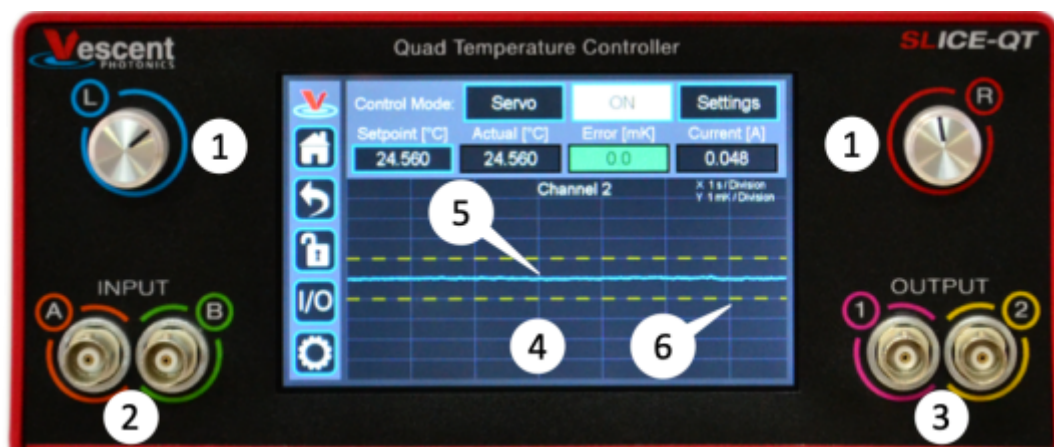 Vescent
PHOTONICS
Quad Temperature Controller
SLICE-QT
L
R
1
1
Control Mode: Servo ON Settings
Setpoint [°C] Actual [°C] Error [mK] Current [A]
24.560 24.560 0.0 0.048
Channel 2
X 1 s / Division
Y 1 mK / Division
5
I/O
4
6
INPUT
A B
2
OUTPUT
1 2
3